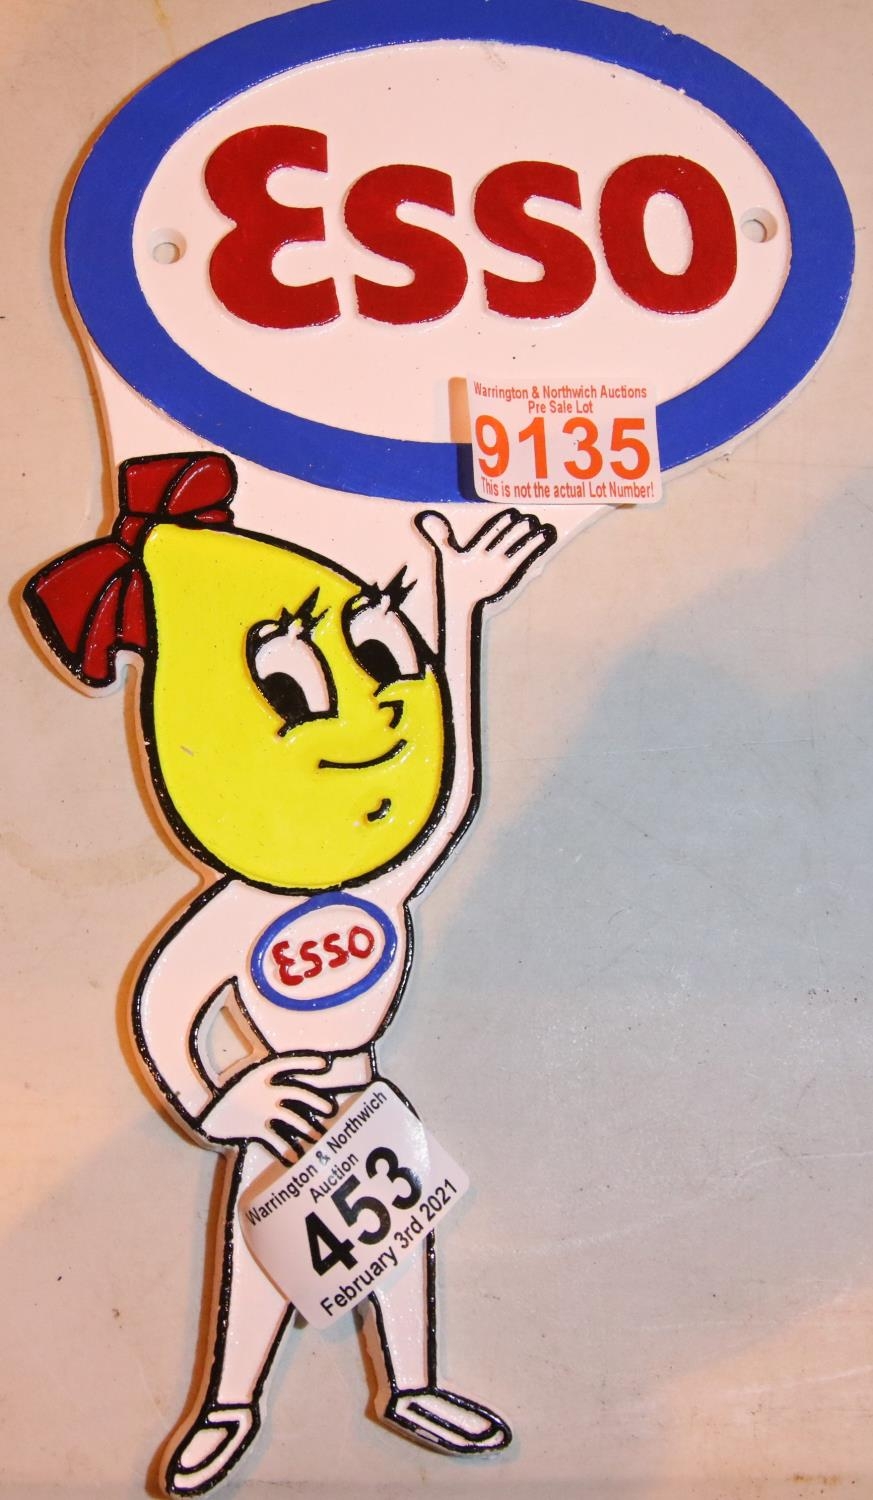 Esso
Warrington & Northwich Auctions
Pre Sale Lot
9135
This is not the actual Lot Number!
Esso
Warrington & Northwich
Auction
453
February 3rd 2021